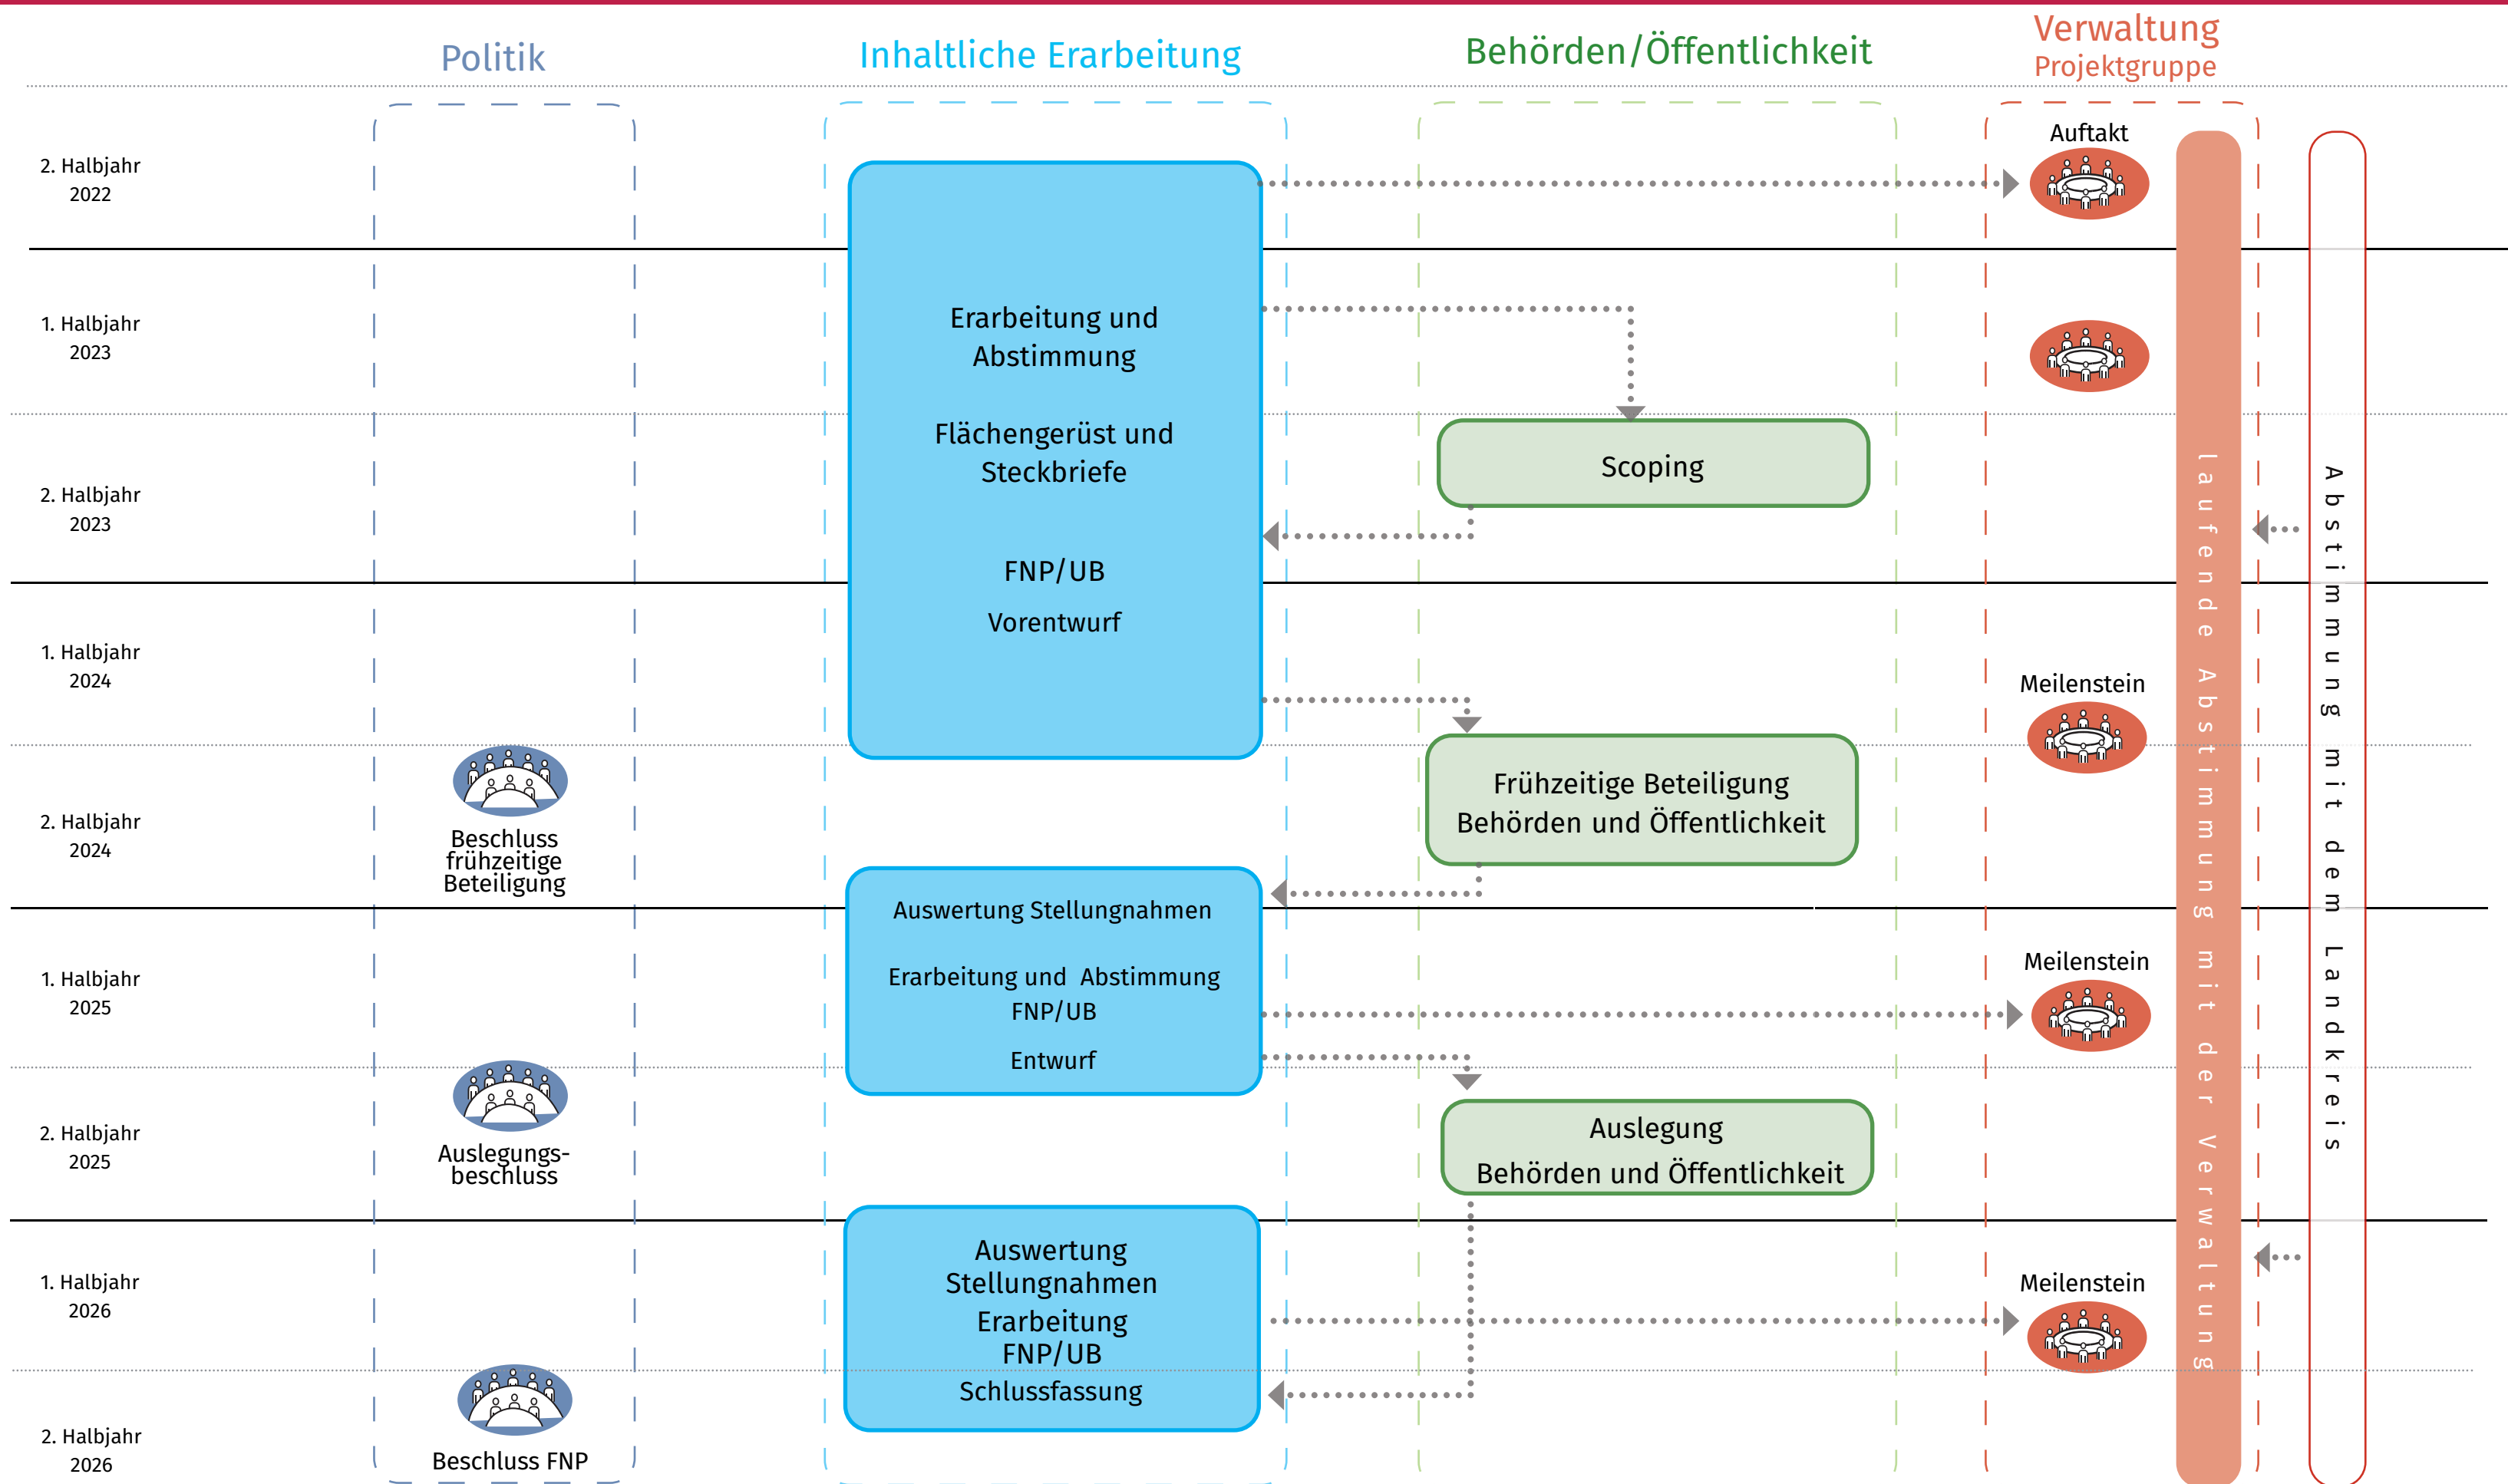 Politik
Inhaltliche Erarbeitung
Behörden/Öffentlichkeit
Verwaltung
Projektgruppe
2. Halbjahr
2022
Auftakt
1. Halbjahr
2023
Erarbeitung und
Abstimmung
Flächengerüst und
Steckbriefe
FNP/UB
Vorentwurf
2. Halbjahr
2023
Scoping
1. Halbjahr
2024
Meilenstein
2. Halbjahr
2024
Beschluss
frühzeitige
Beteiligung
Frühzeitige Beteiligung
Behörden und Öffentlichkeit
Auswertung Stellungnahmen
Erarbeitung und  Abstimmung
FNP/UB
Entwurf
1. Halbjahr
2025
Meilenstein
2. Halbjahr
2025
Auslegungs-
beschluss
Auslegung
Behörden und Öffentlichkeit
1. Halbjahr
2026
Auswertung
Stellungnahmen
Erarbeitung
FNP/UB
Schlussfassung
Meilenstein
2. Halbjahr
2026
Beschluss FNP
laufende Abstimmung mit der Verwaltung
Abstimmung mit dem Landkreis